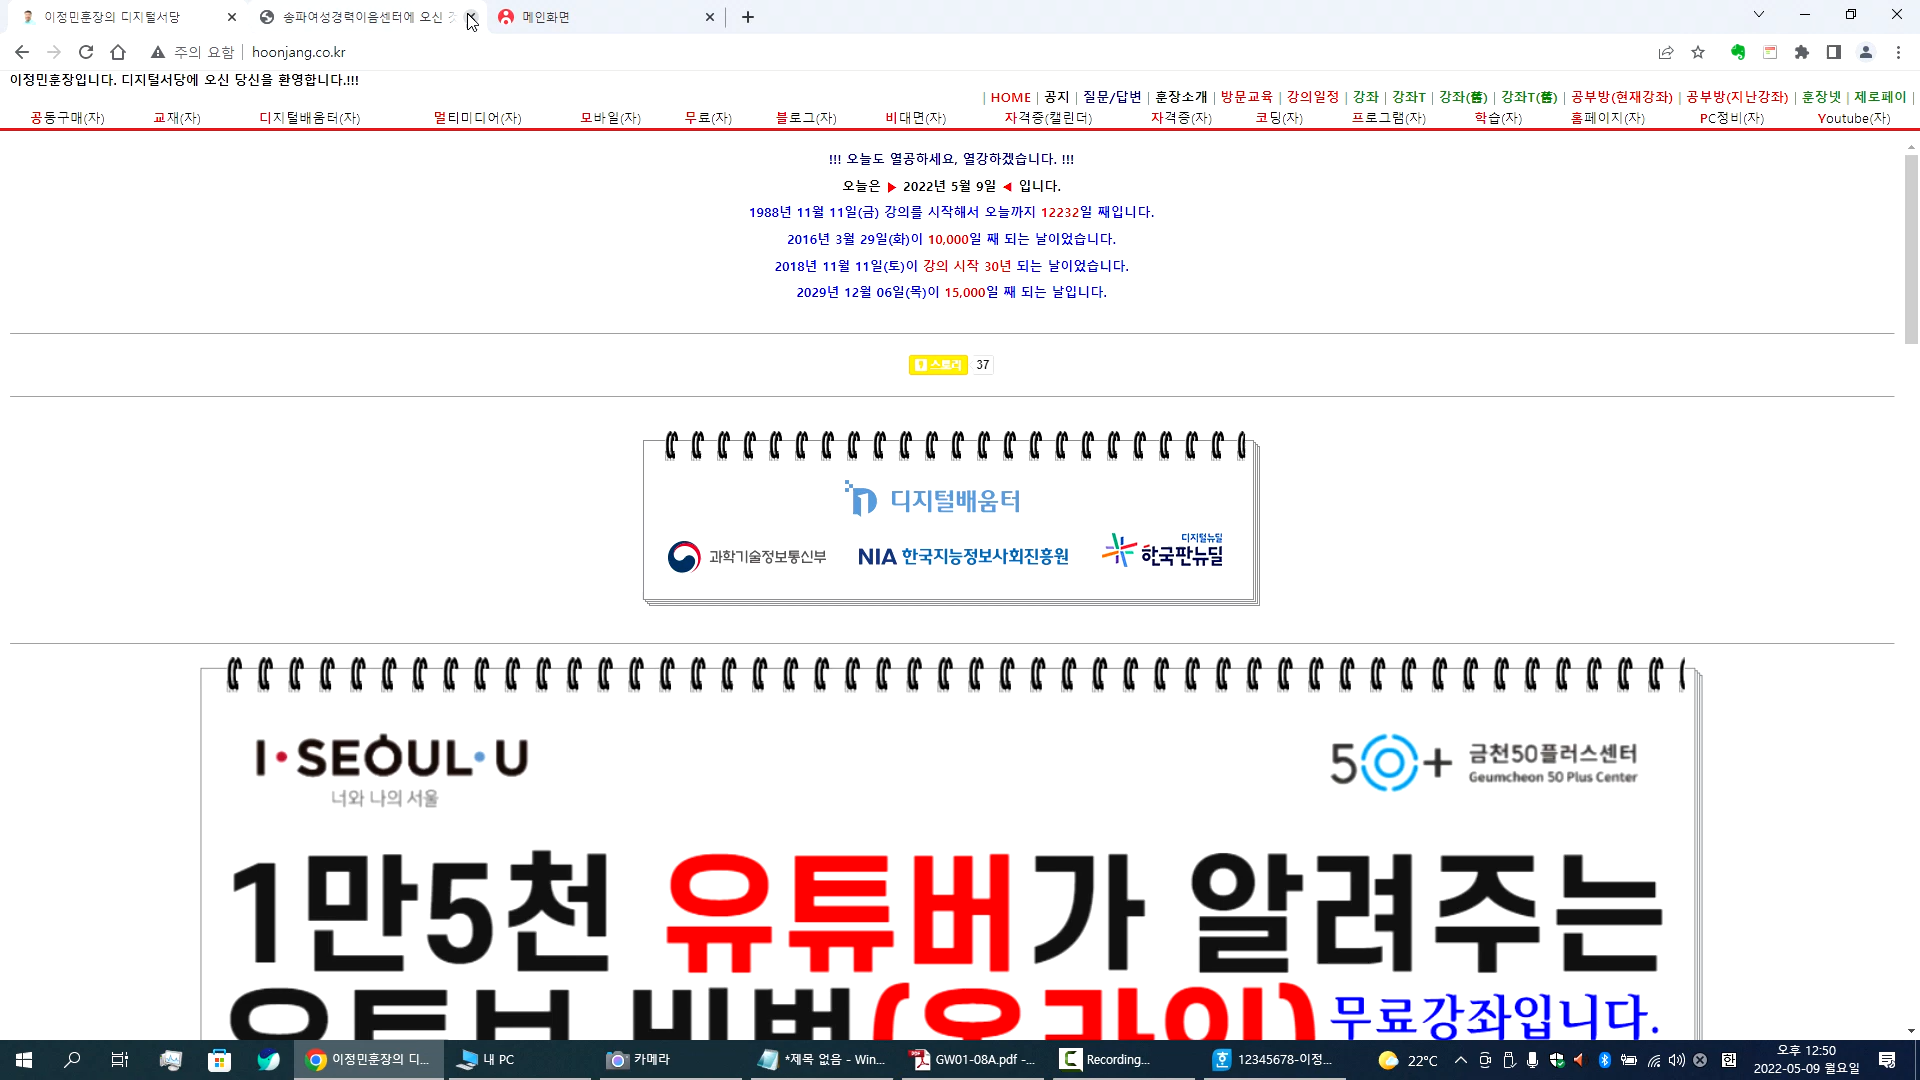 이정민훈장의 디지털서당
송파여성경력이음센터에 오신 것
메인화면
주의 요함 | hoonjang.co.kr
이정민훈장입니다. 디지털서당에 오신 당신을 환영합니다.!!!
| HOME | 공지 | 질문/답변 | 훈장소개 | 방문교육 | 강의일정 | 강좌 | 강좌T | 강좌(舊) | 강좌T(舊) | 공부방(현재강좌) | 공부방(지난강좌) | 훈장넷 | 제로페이 |
공동구매(자) 교재(자) 디지털배움터(자) 멀티미디어(자) 모바일(자) 무료(자) 블로그(자) 비대면(자) 자격증(캘린더) 자격증(자) 코딩(자) 프로그램(자) 학습(자) 홈페이지(자) PC정비(자) Youtube(자)
!!! 오늘도 열공하세요, 열강하겠습니다. !!!
오늘은 ▶ 2022년 5월 9일 ◀ 입니다.
1988년 11월 11일(금) 강의를 시작해서 오늘까지 12232일 째입니다.
2016년 3월 29일(화)이 10,000일 째 되는 날이었습니다.
2018년 11월 11일(토)이 강의 시작 30년 되는 날이었습니다.
2029년 12월 06일(목)이 15,000일 째 되는 날입니다.
스토리 37
디지털배움터
과학기술정보통신부 NIA 한국지능정보사회진흥원 디지털뉴딜
한국판뉴딜
I·SEOUL·U
너와 나의 서울
50+ 금천50플러스센터
Geumcheon 50 Plus Center
1만5천 유튜버가 알려주는
무료강좌입니다.
이정민훈장의 디... 내 PC 카메라 *제목 없음 - Win... GW01-08A.pdf -... Recording... 12345678-이정... 22°C 한
오후 12:50
2022-05-09 월요일